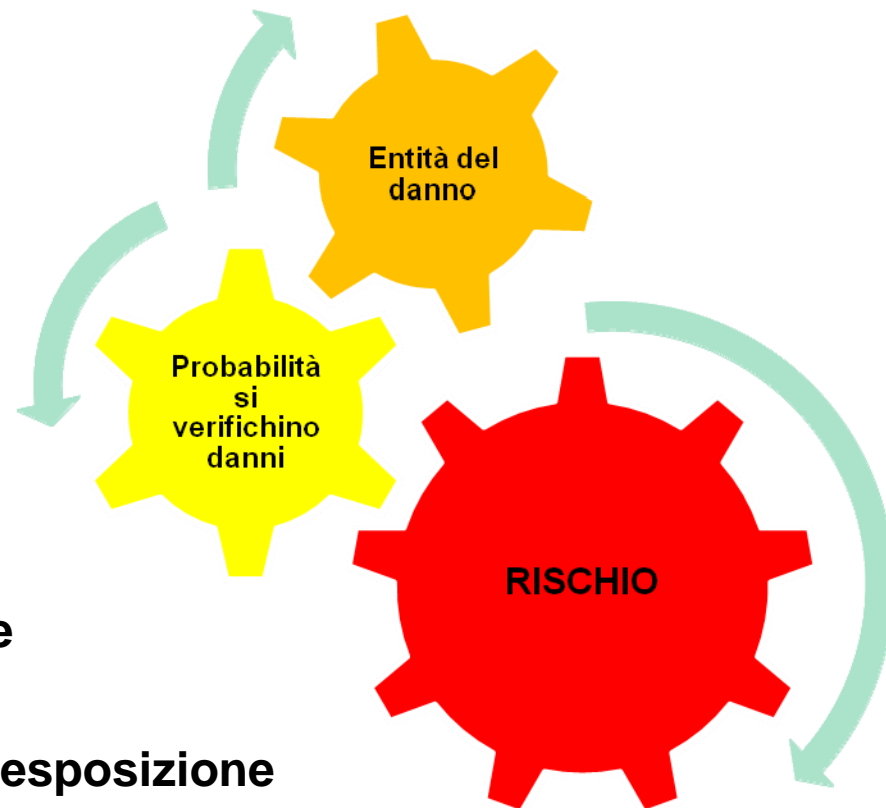 Entità del
danno
Probabilità
si
verifichino
danni
RISCHIO
e
esposizione